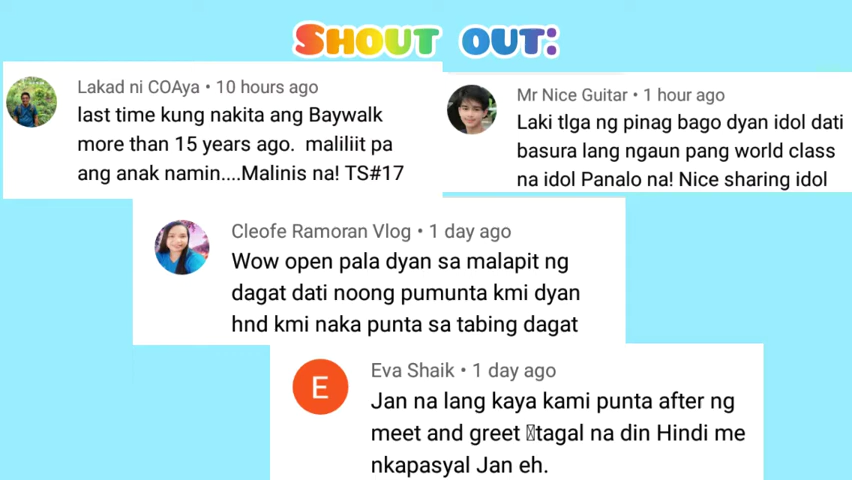 SHOUT OUT:
Lakad ni COAya • 10 hours ago
last time kung nakita ang Baywalk
more than 15 years ago. maliliit pa
ang anak namin....Malinis na! TS#17
Mr Nice Guitar • 1 hour ago
Laki tlga ng pinag bago dyan idol dati
basura lang ngaun pang world class
na idol Panalo na! Nice sharing idol
Cleofe Ramoran Vlog • 1 day ago
Wow open pala dyan sa malapit ng
dagat dati noong pumunta kmi dyan
hnd kmi naka punta sa tabing dagat
E
Eva Shaik • 1 day ago
Jan na lang kaya kami punta after ng
meet and greet tagal na din Hindi me
nkapasyal Jan eh.